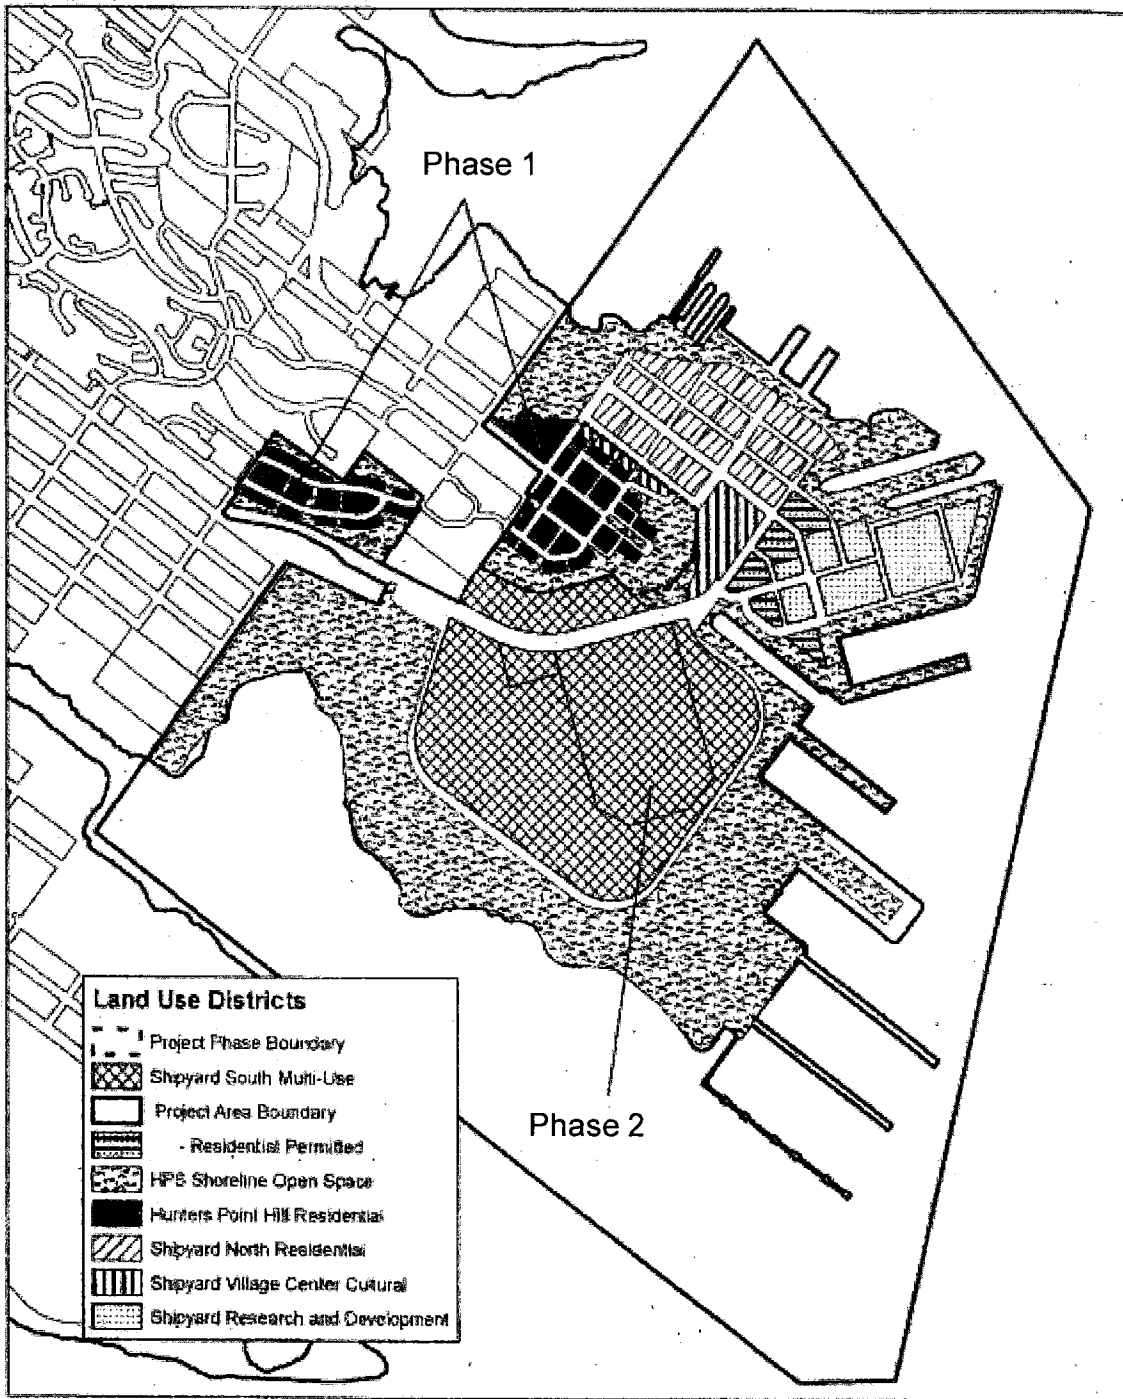 Phase 1
Phase 2
Land Use Districts
Project Phase Boundary
Shipyard South Multi-Use
Project Area Boundary
- Residential Permitted
HPS Shoreline Open Space
Hunters Point Hill Residential
Shipyard North Residential
Shipyard Village Center Cultural
Shipyard Research and Development